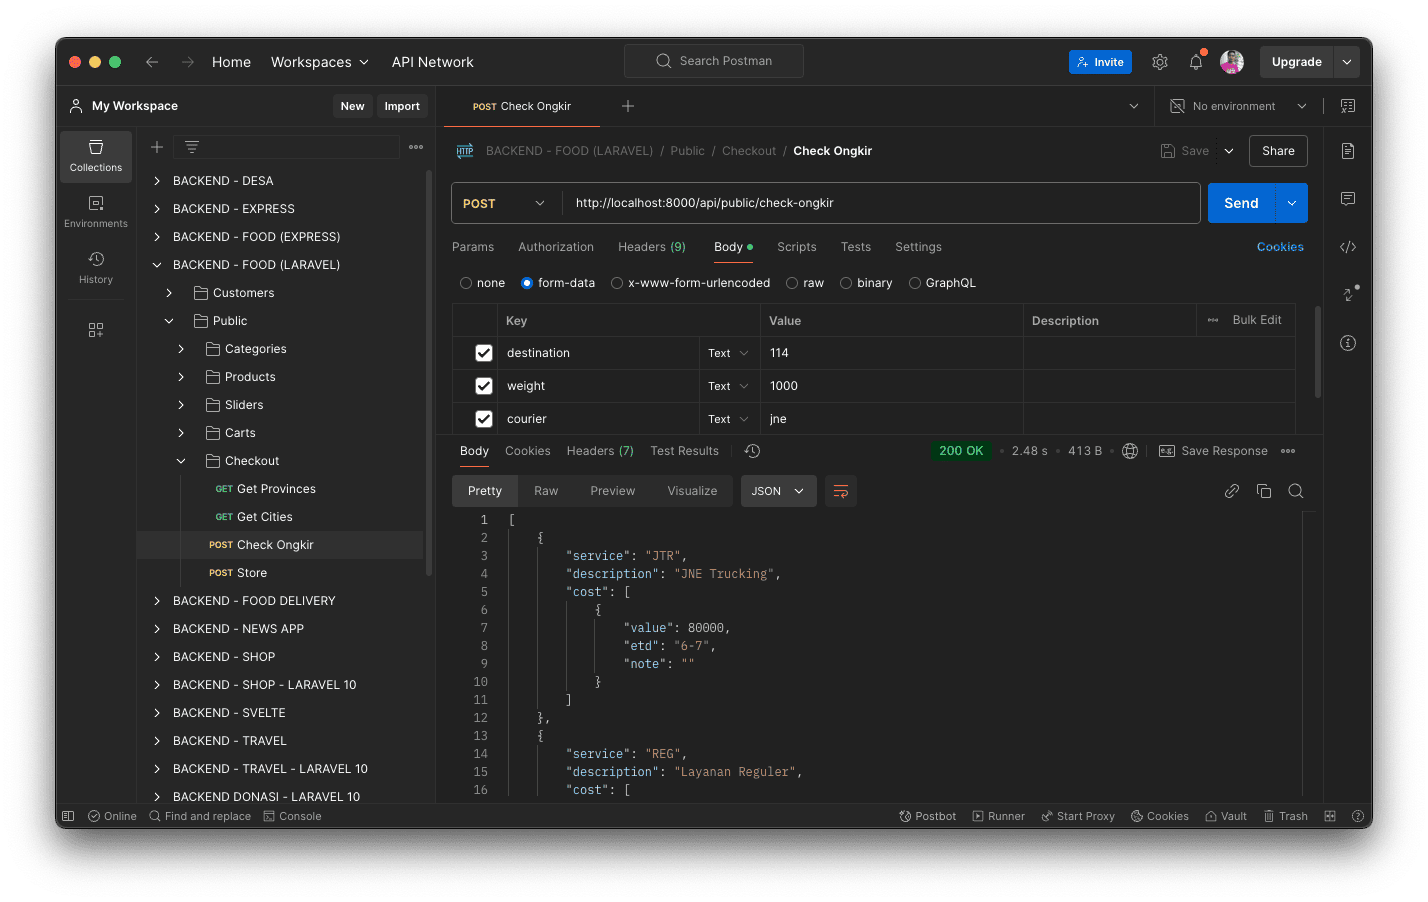 Home Workspaces API Network Search Postman Invite Upgrade
My Workspace New Import POST Check Ongkir No environment
Collections
Environments
History
BACKEND - DESA
BACKEND - EXPRESS
BACKEND - FOOD (EXPRESS)
BACKEND - FOOD (LARAVEL)
Customers
Public
Categories
Products
Sliders
Carts
Checkout
GET Get Provinces
GET Get Cities
POST Check Ongkir
POST Store
BACKEND - FOOD DELIVERY
BACKEND - NEWS APP
BACKEND - SHOP
BACKEND - SHOP - LARAVEL 10
BACKEND - SVELTE
BACKEND - TRAVEL
BACKEND - TRAVEL - LARAVEL 10
BACKEND DONASI - LARAVEL 10
HTTP BACKEND - FOOD (LARAVEL) / Public / Checkout / Check Ongkir Save Share
POST http://localhost:8000/api/public/check-ongkir Send
Params Authorization Headers (9) Body Scripts Tests Settings Cookies
none form-data x-www-form-urlencoded raw binary GraphQL
Key Value Description Bulk Edit
destination Text 114
weight Text 1000
courier Text jne
Body Cookies Headers (7) Test Results 200 OK 2.48 s 413 B e.g. Save Response
Pretty Raw Preview Visualize JSON
1 [
2 {
3 "service": "JTR",
4 "description": "JNE Trucking",
5 "cost": [
6 {
7 "value": 80000,
8 "etd": "6-7",
9 "note": ""
10 }
11 ]
12 },
13 {
14 "service": "REG",
15 "description": "Layanan Reguler",
16 "cost": [
Online Find and replace Console Postbot Runner Start Proxy Cookies Vault Trash